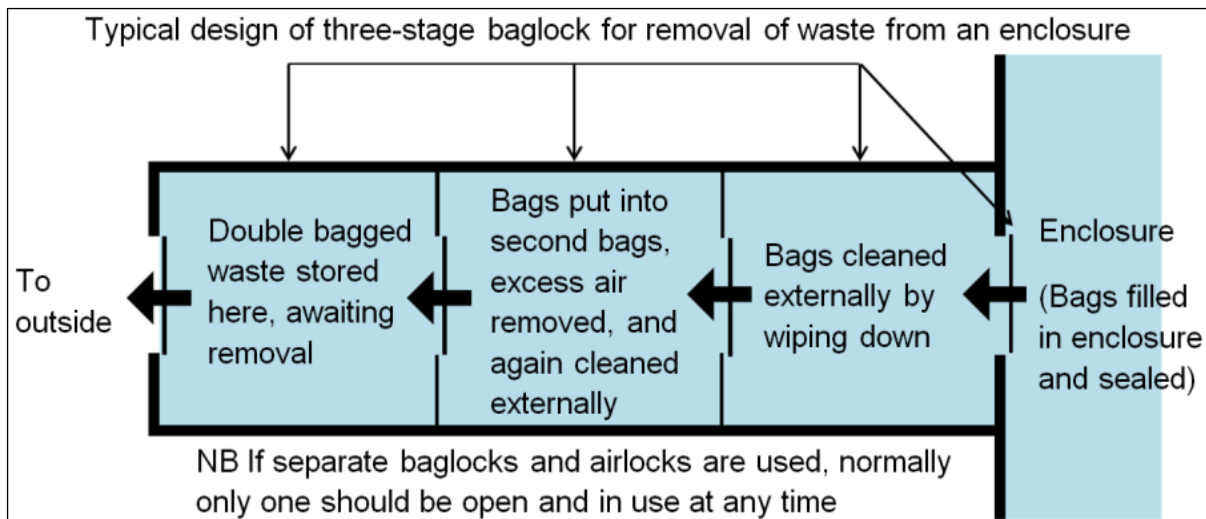 Typical design of three-stage baglock for removal of waste from an enclosure
To
outside
Double bagged
waste stored
here, awaiting
removal
Bags put into
second bags,
excess air
removed, and
again cleaned
externally
Bags cleaned
externally by
wiping down
Enclosure
(Bags filled
in enclosure
and sealed)
NB If separate baglocks and airlocks are used, normally
only one should be open and in use at any time